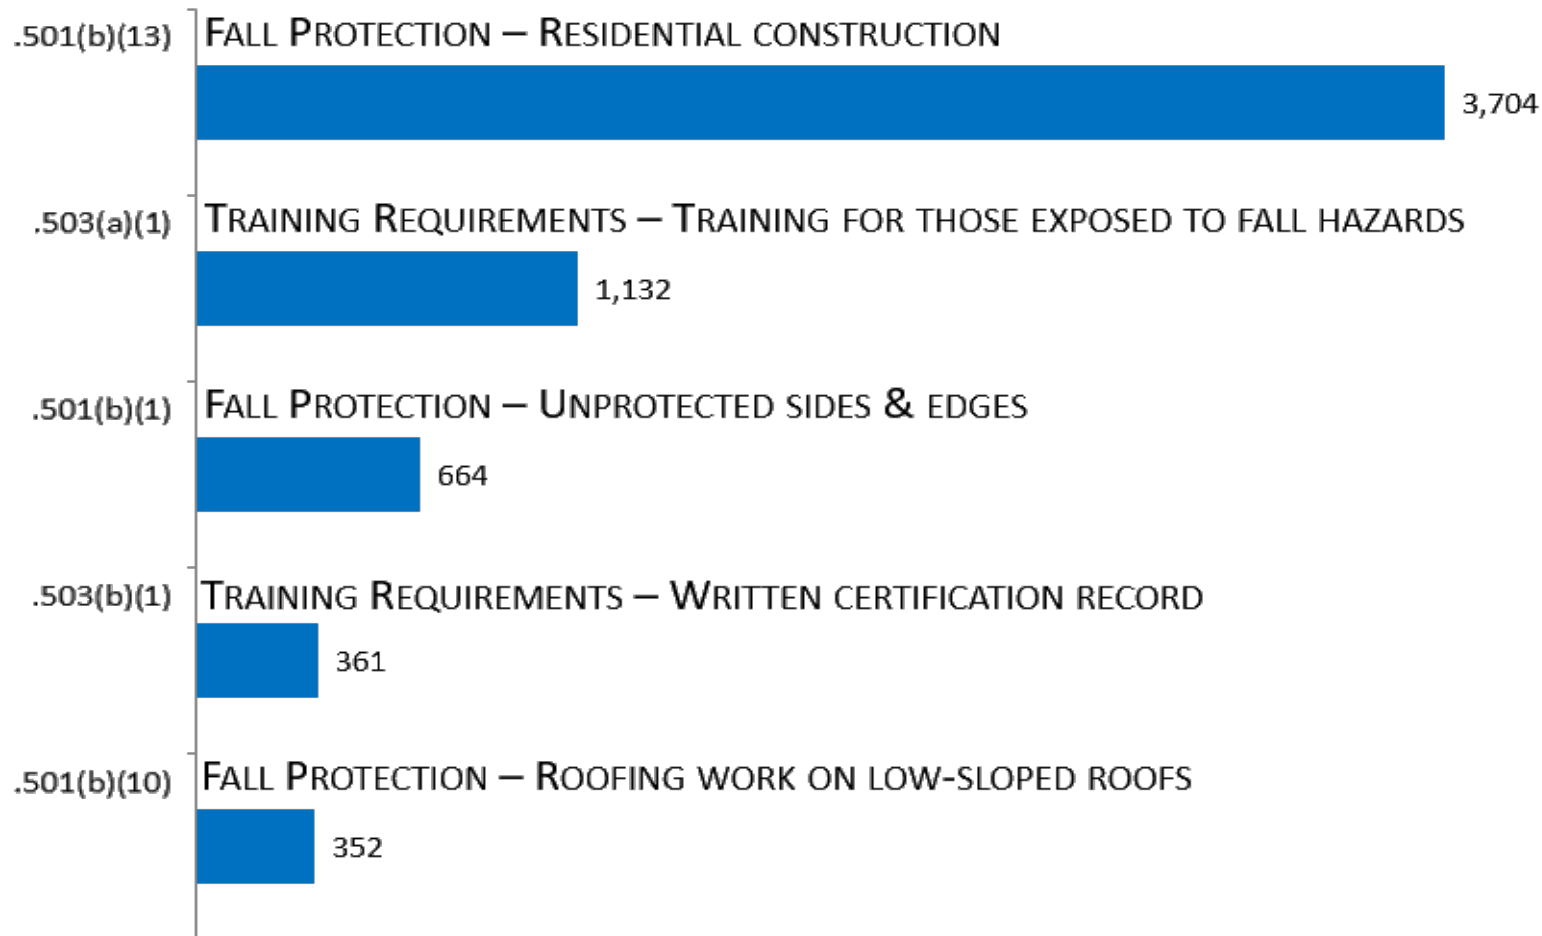 .501(b)(13) FALL PROTECTION – RESIDENTIAL CONSTRUCTION
3,704
.503(a)(1) TRAINING REQUIREMENTS – TRAINING FOR THOSE EXPOSED TO FALL HAZARDS
1,132
.501(b)(1) FALL PROTECTION – UNPROTECTED SIDES & EDGES
664
.503(b)(1) TRAINING REQUIREMENTS – WRITTEN CERTIFICATION RECORD
361
.501(b)(10) FALL PROTECTION – ROOFING WORK ON LOW-SLOPED ROOFS
352